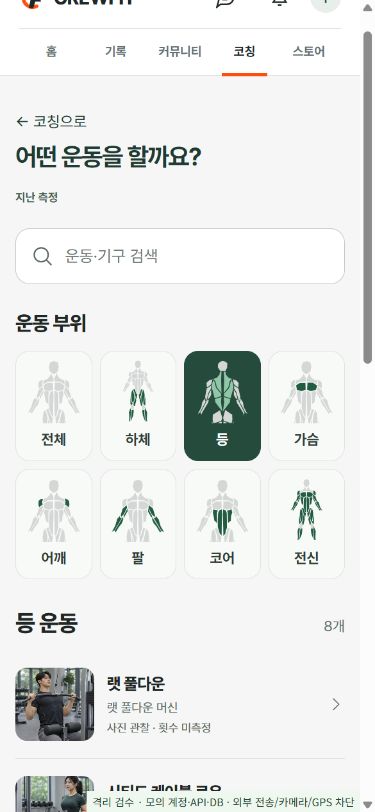 홈 기록 커뮤니티 코칭 스토어
← 코칭으로
어떤 운동을 할까요?
지난 측정
운동·기구 검색
운동 부위
전체 하체 등 가슴
어깨 팔 코어 전신
등 운동 8개
랫 풀다운
랫 풀다운 머신
사진 관찰 · 횟수 미측정
격리 검수 · 모의 계정·API·DB · 외부 전송/카메라/GPS 차단